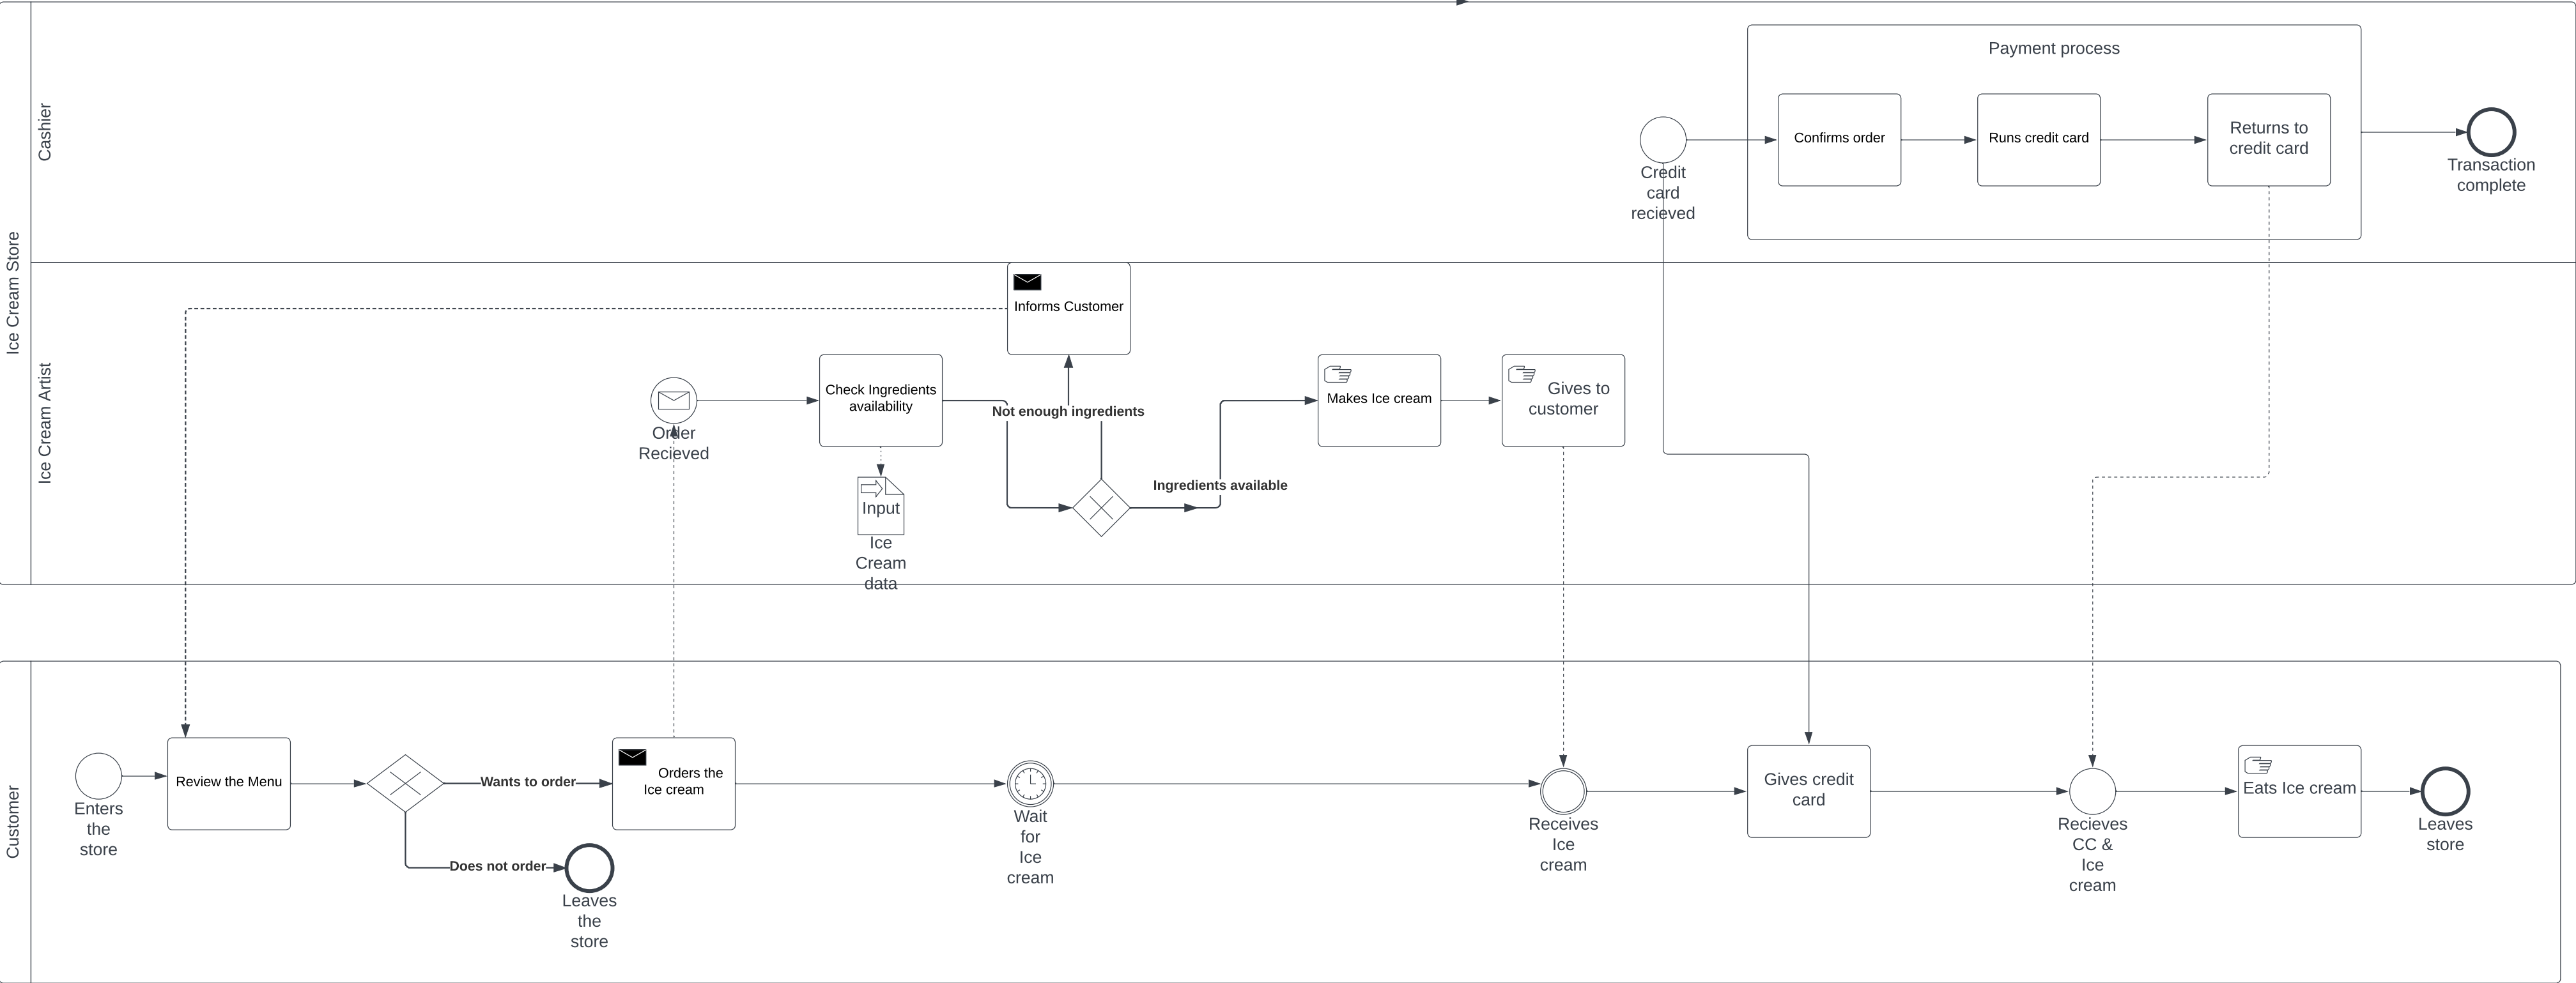 Payment process
Cashier
Confirms order
Runs credit card
Returns to
credit card
Transaction
complete
Credit
card
recieved
Ice Cream Store
Informs Customer
Ice Cream Artist
Check Ingredients
availability
Not enough ingredients
Makes Ice cream
Gives to
customer
Order
Recieved
Ingredients available
Input
Ice
Cream
data
Customer
Enters
the
store
Review the Menu
Wants to order
Orders the
Ice cream
Does not order
Leaves
the
store
Wait
for
Ice
cream
Receives
Ice
cream
Gives credit
card
Recieves
CC &
Ice
cream
Eats Ice cream
Leaves
store